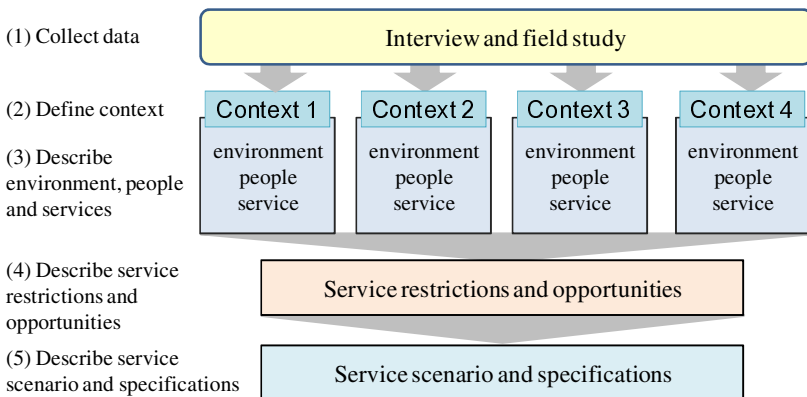 (1) Collect data
Interview and field study
(2) Define context
Context 1
Context 2
Context 3
Context 4
(3) Describe
environment, people
and services
environment
people
service
environment
people
service
environment
people
service
environment
people
service
(4) Describe service
restrictions and
opportunities
Service restrictions and opportunities
(5) Describe service
scenario and specifications
Service scenario and specifications